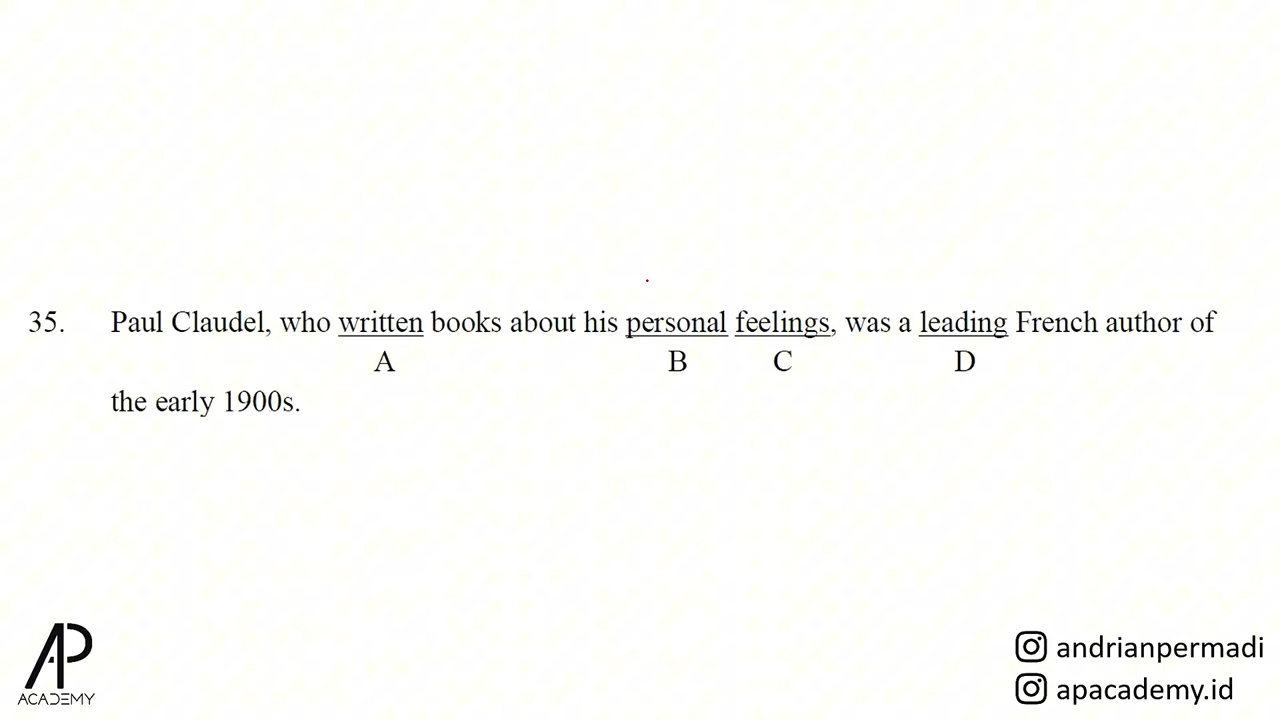 35. Paul Claudel, who written books about his personal feelings, was a leading French author of
A B C D
the early 1900s.
AP
ACADEMY
andrianpermadi
apacademy.id